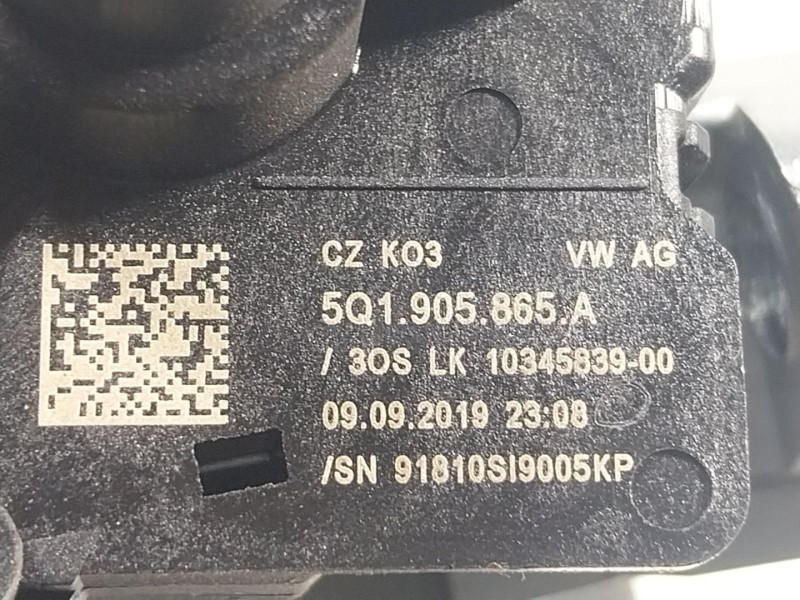 CZ KO3 VW AG
5Q1.905.865.A
/ 3OS LK 10345839-00
09.09.2019 23:08
/SN 91810SI9005KP